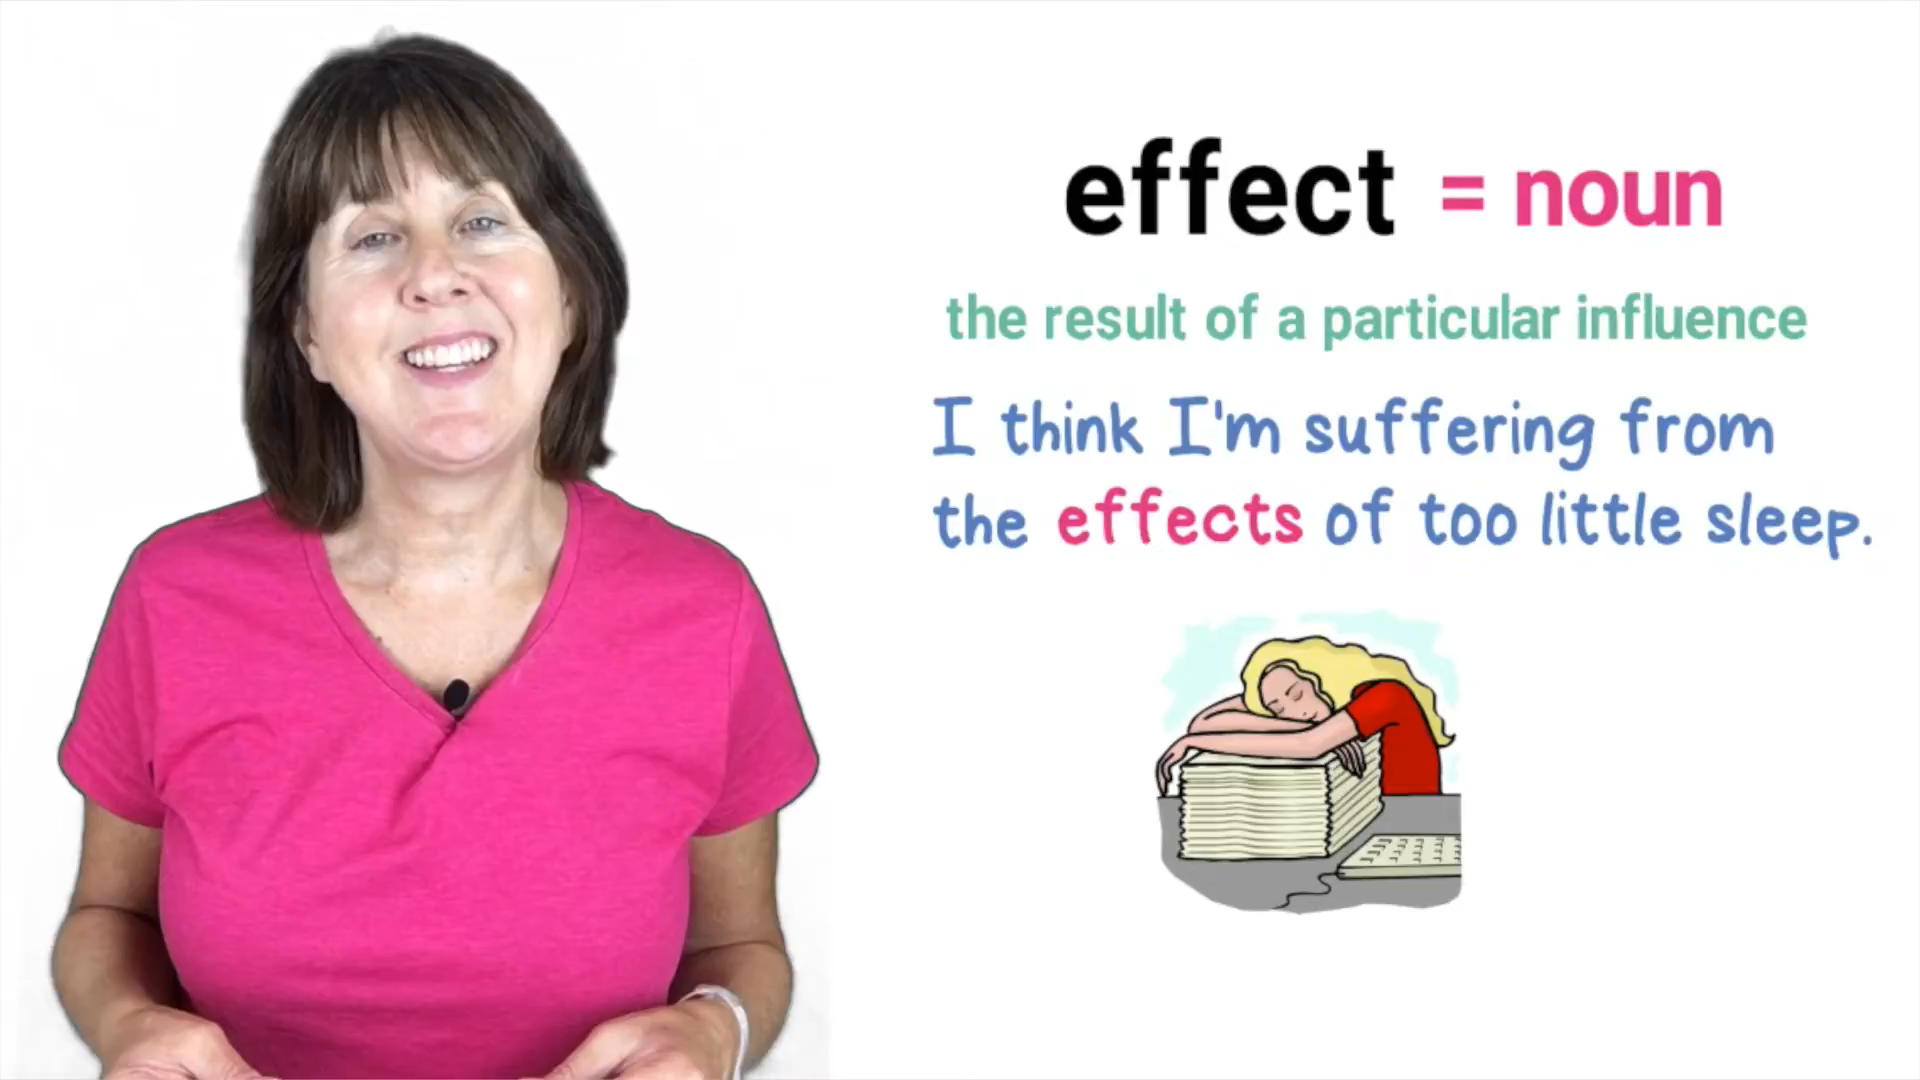 effect = noun
the result of a particular influence
I think I'm suffering from
the effects of too little sleep.